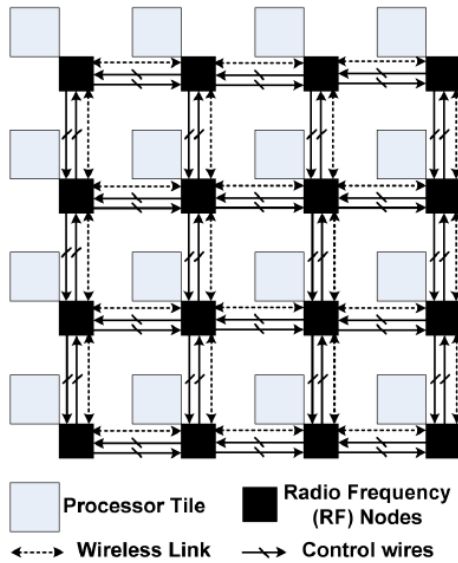 Processor Tile
Radio Frequency
(RF) Nodes
Wireless Link
Control wires